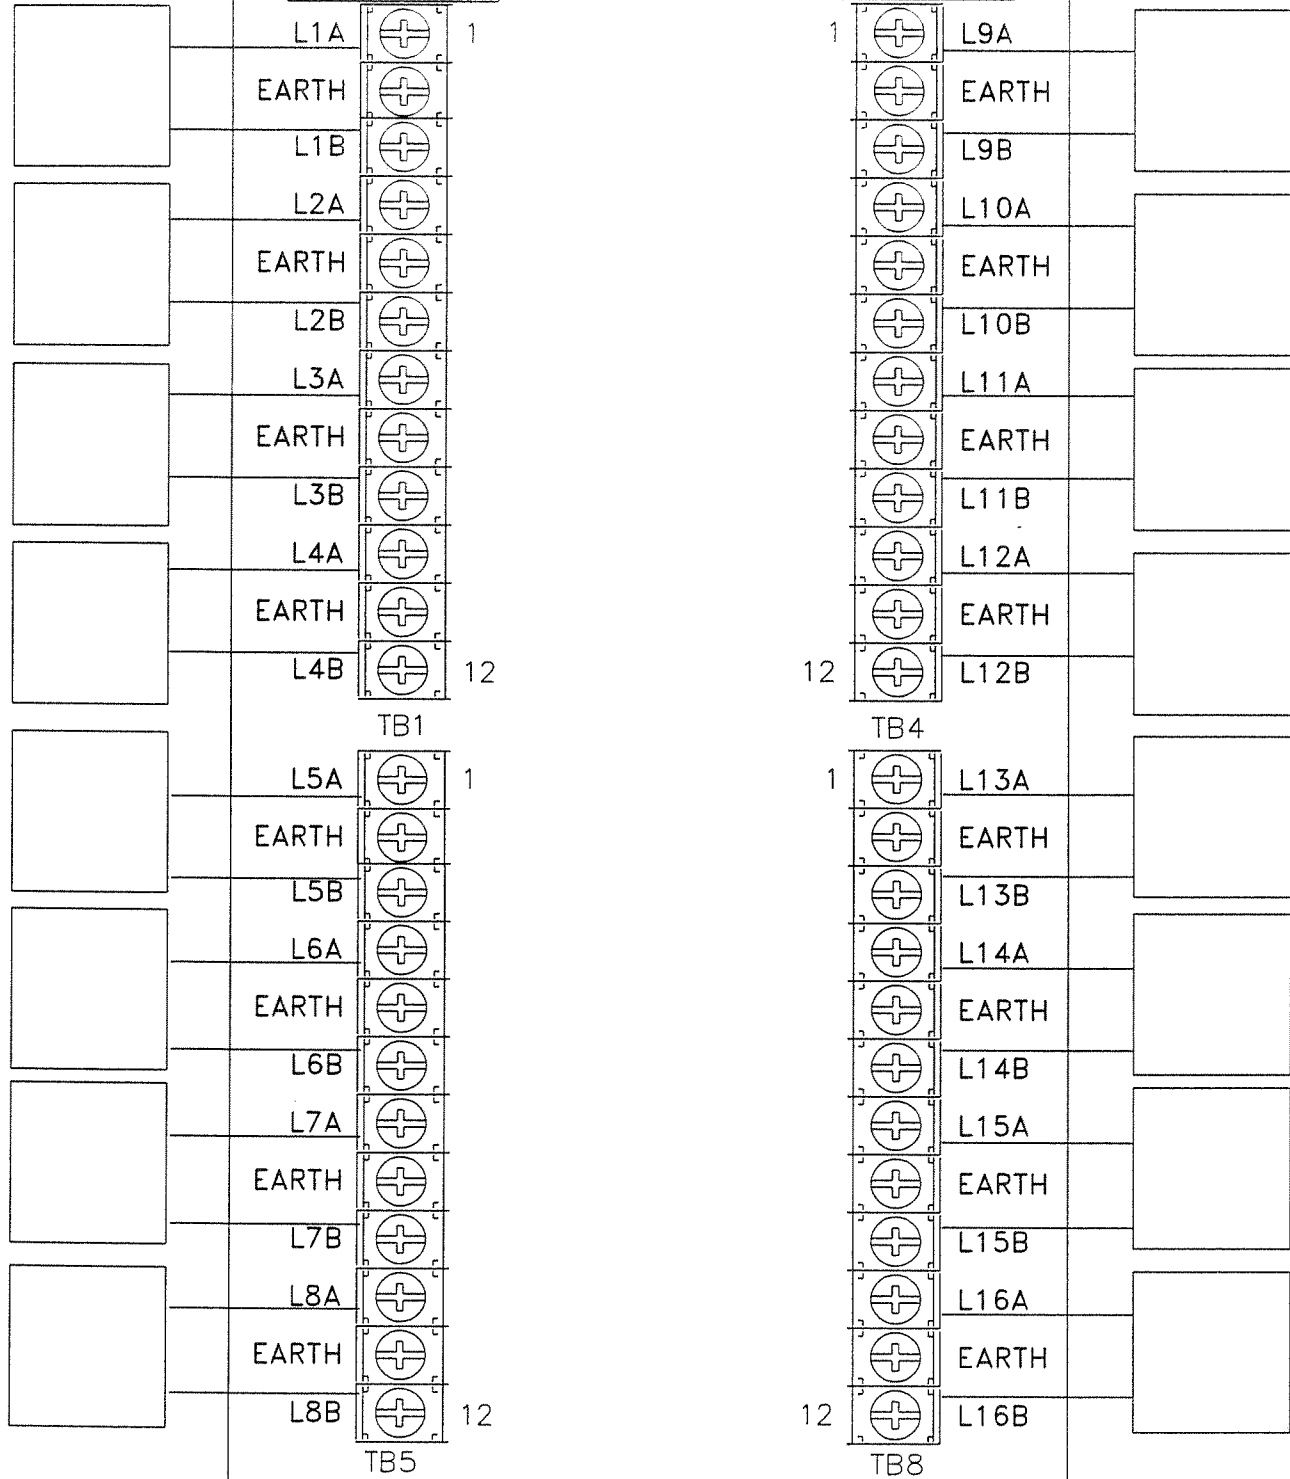 L1A 1
EARTH
L1B
L2A
EARTH
L2B
L3A
EARTH
L3B
L4A
EARTH
L4B 12
TB1
L5A 1
EARTH
L5B
L6A
EARTH
L6B
L7A
EARTH
L7B
L8A
EARTH
L8B 12
TB5
1 L9A
EARTH
L9B
L10A
EARTH
L10B
L11A
EARTH
L11B
L12A
EARTH
12 L12B
TB4
1 L13A
EARTH
L13B
L14A
EARTH
L14B
L15A
EARTH
L15B
L16A
EARTH
12 L16B
TB8